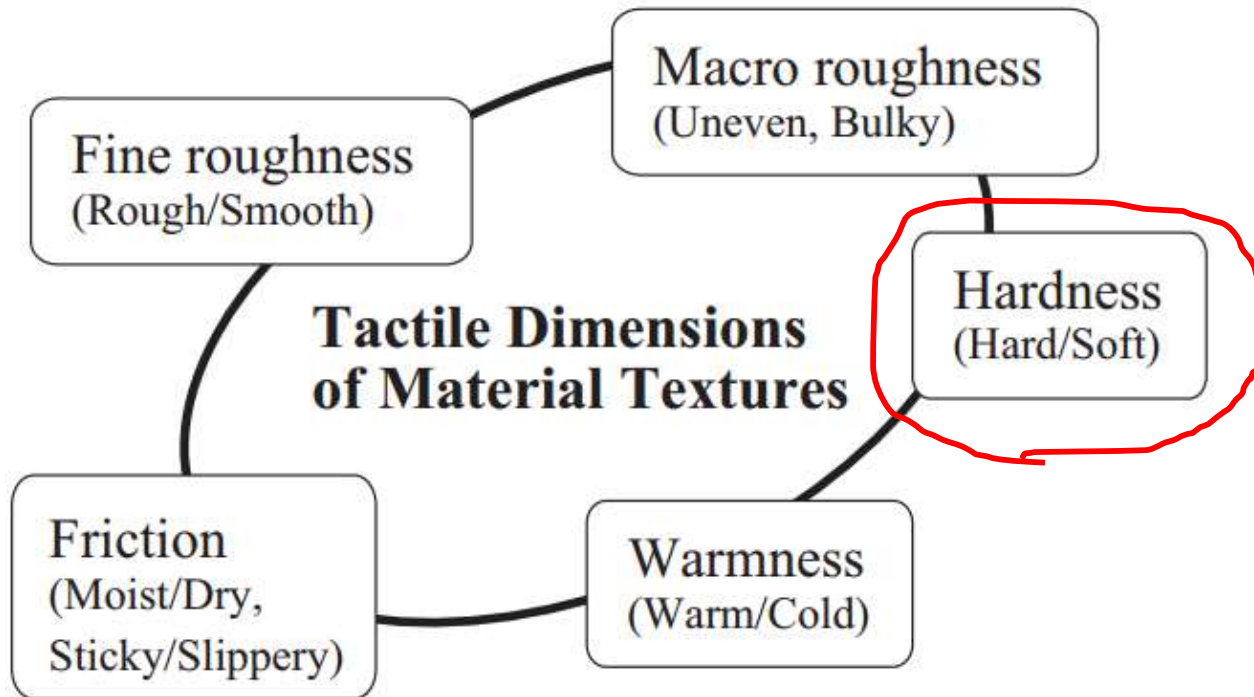 Macro roughness
(Uneven, Bulky)
Fine roughness
(Rough/Smooth)
Hardness
(Hard/Soft)
Tactile Dimensions
of Material Textures
Friction
(Moist/Dry,
Sticky/Slippery)
Warmness
(Warm/Cold)